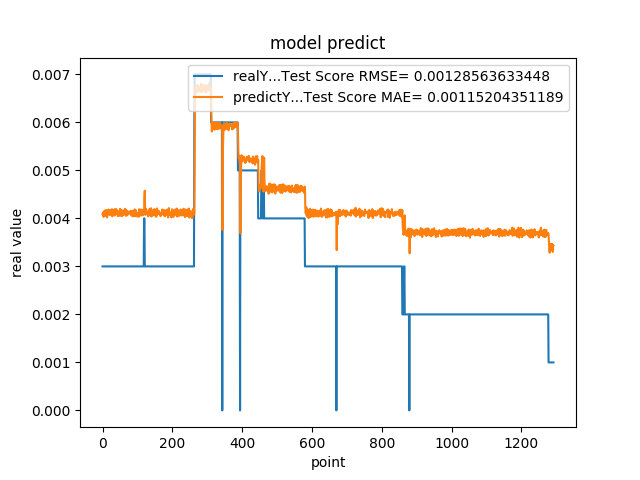 model predict
realY...Test Score RMSE= 0.00128563633448
predictY...Test Score MAE= 0.00115204351189
real value
0.007
0.006
0.005
0.004
0.003
0.002
0.001
0.000
0 200 400 600 800 1000 1200
point